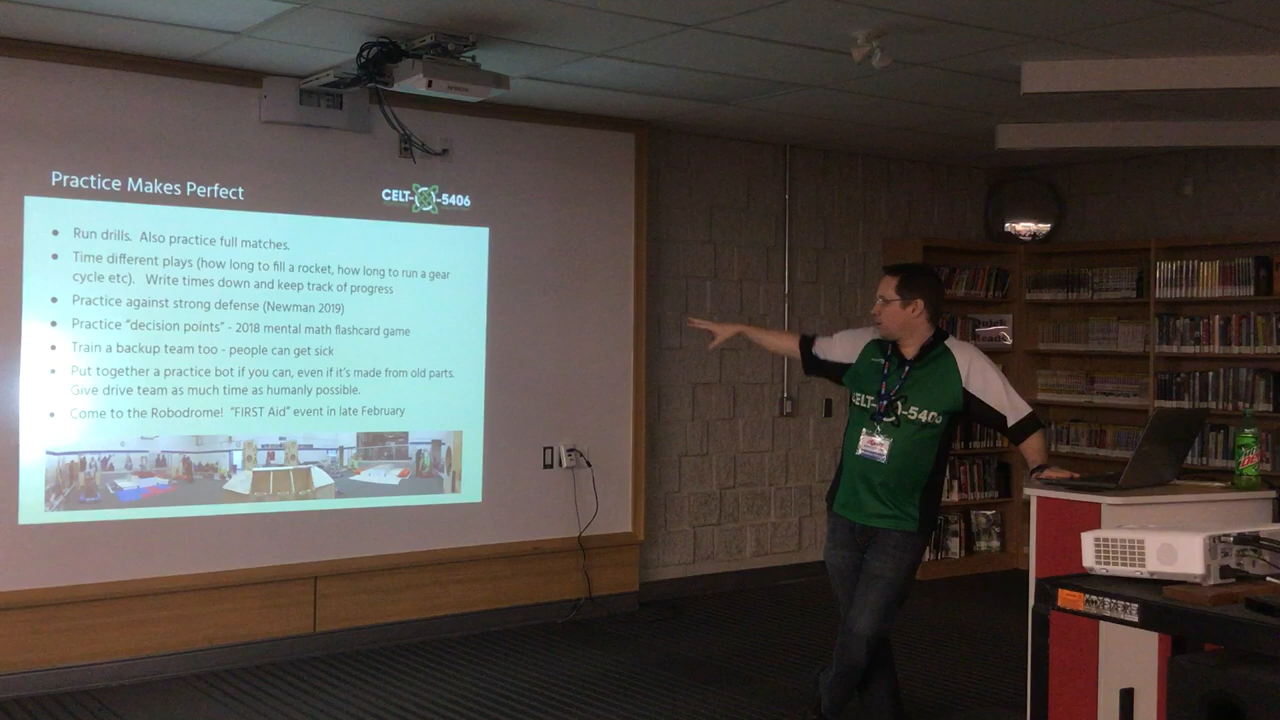 HITACHI
Practice Makes Perfect
CELT- -5406
• Run drills. Also practice full matches.
• Time different plays (how long to fill a rocket, how long to run a gear
cycle etc). Write times down and keep track of progress
• Practice against strong defense (Newman 2019)
• Practice “decision points” - 2018 mental math flashcard game
• Train a backup team too - people can get sick
• Put together a practice bot if you can, even if it's made from old parts.
Give drive team as much time as humanly possible.
• Come to the Robodrome! “FIRST Aid” event in late February
Quick
Reads
CELT- -5406